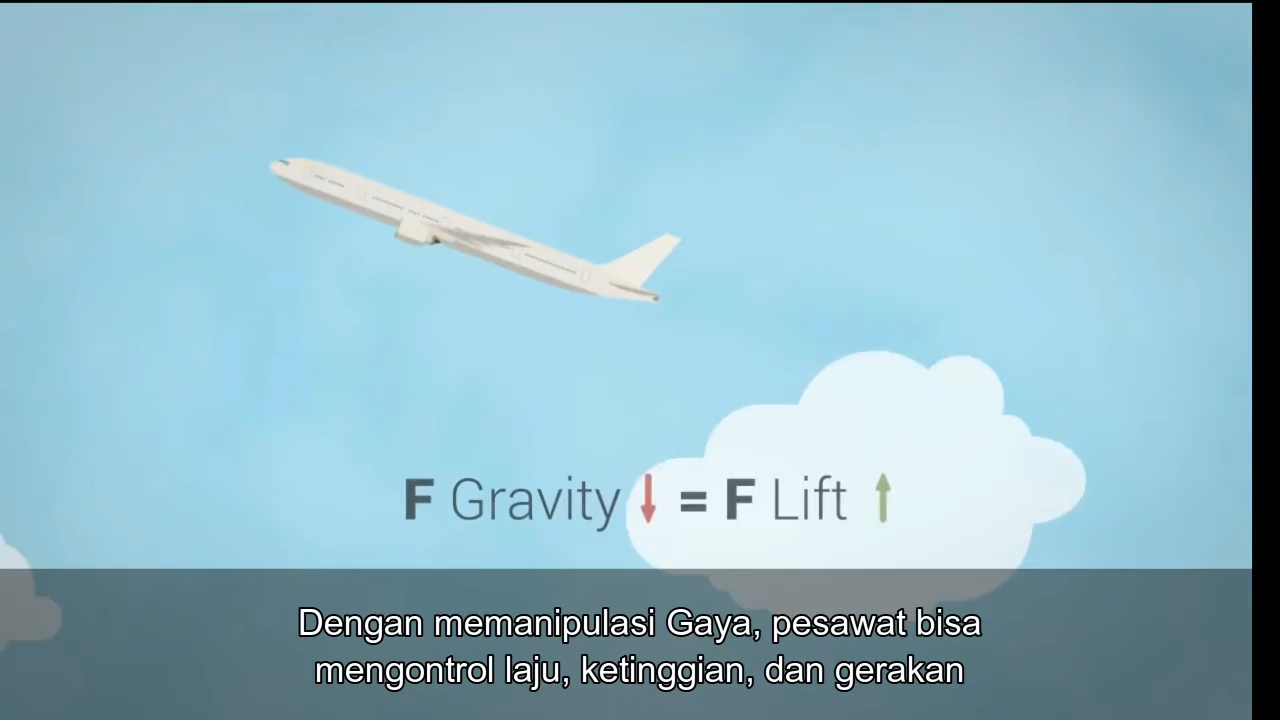 F Gravity ↓ = F Lift ↑
Dengan memanipulasi Gaya, pesawat bisa
mengontrol laju, ketinggian, dan gerakan